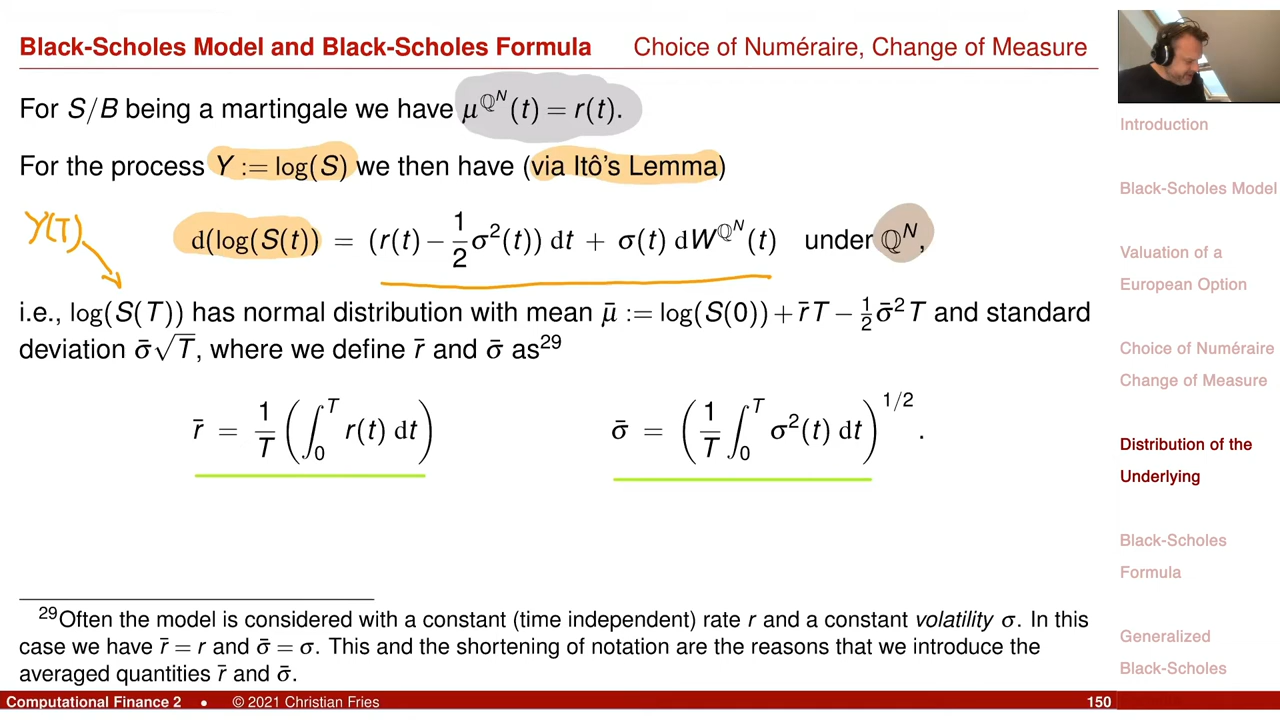 Black-Scholes Model and Black-Scholes Formula Choice of Numéraire, Change of Measure
For S/B being a martingale we have μ^{ℚ^N}(t) = r(t).
For the process Y := log(S) we then have (via Itô's Lemma)
Y(T)
d(log(S(t)) = (r(t) − 1/2 σ²(t)) dt + σ(t) dW^{ℚ^N}(t) under ℚ^N,
i.e., log(S(T)) has normal distribution with mean μ̄ := log(S(0)) + r̄T − ½σ̄²T and standard
deviation σ̄√T, where we define r̄ and σ̄ as²⁹
r̄ = 1/T (∫₀ᵀ r(t) dt) σ̄ = (1/T ∫₀ᵀ σ²(t) dt)^{1/2}.
²⁹Often the model is considered with a constant (time independent) rate r and a constant volatility σ. In this
case we have r̄ = r and σ̄ = σ. This and the shortening of notation are the reasons that we introduce the
averaged quantities r̄ and σ̄.
Computational Finance 2 • © 2021 Christian Fries 150
Introduction
Black-Scholes Model
Valuation of a
European Option
Choice of Numéraire
Change of Measure
Distribution of the
Underlying
Black-Scholes
Formula
Generalized
Black-Scholes